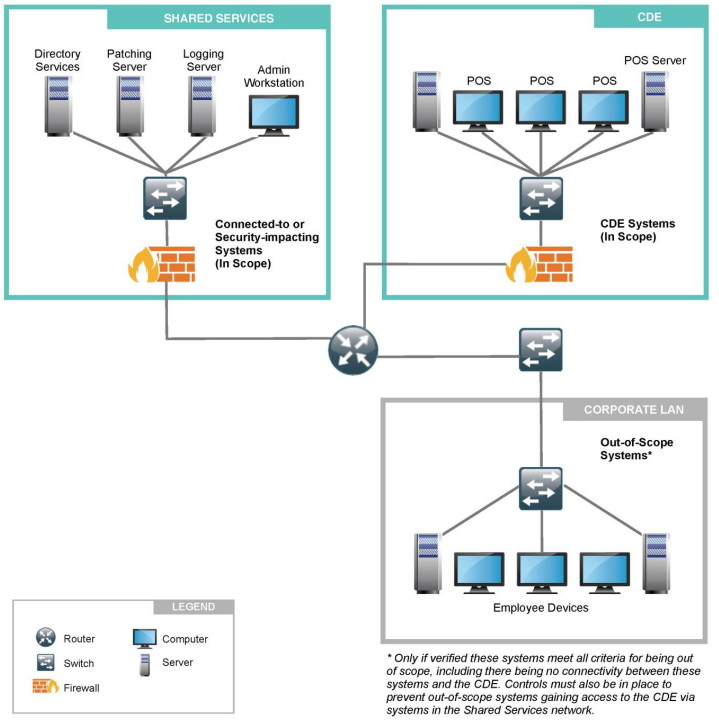 SHARED SERVICES
Directory
Services
Patching
Server
Logging
Server
Admin
Workstation
Connected-to or
Security-impacting
Systems
(In Scope)
CDE
POS
POS
POS
POS Server
CDE Systems
(In Scope)
CORPORATE LAN
Out-of-Scope
Systems*
Employee Devices
LEGEND
Router
Computer
Switch
Server
Firewall
* Only if verified these systems meet all criteria for being out
of scope, including there being no connectivity between these
systems and the CDE. Controls must also be in place to
prevent out-of-scope systems gaining access to the CDE via
systems in the Shared Services network.